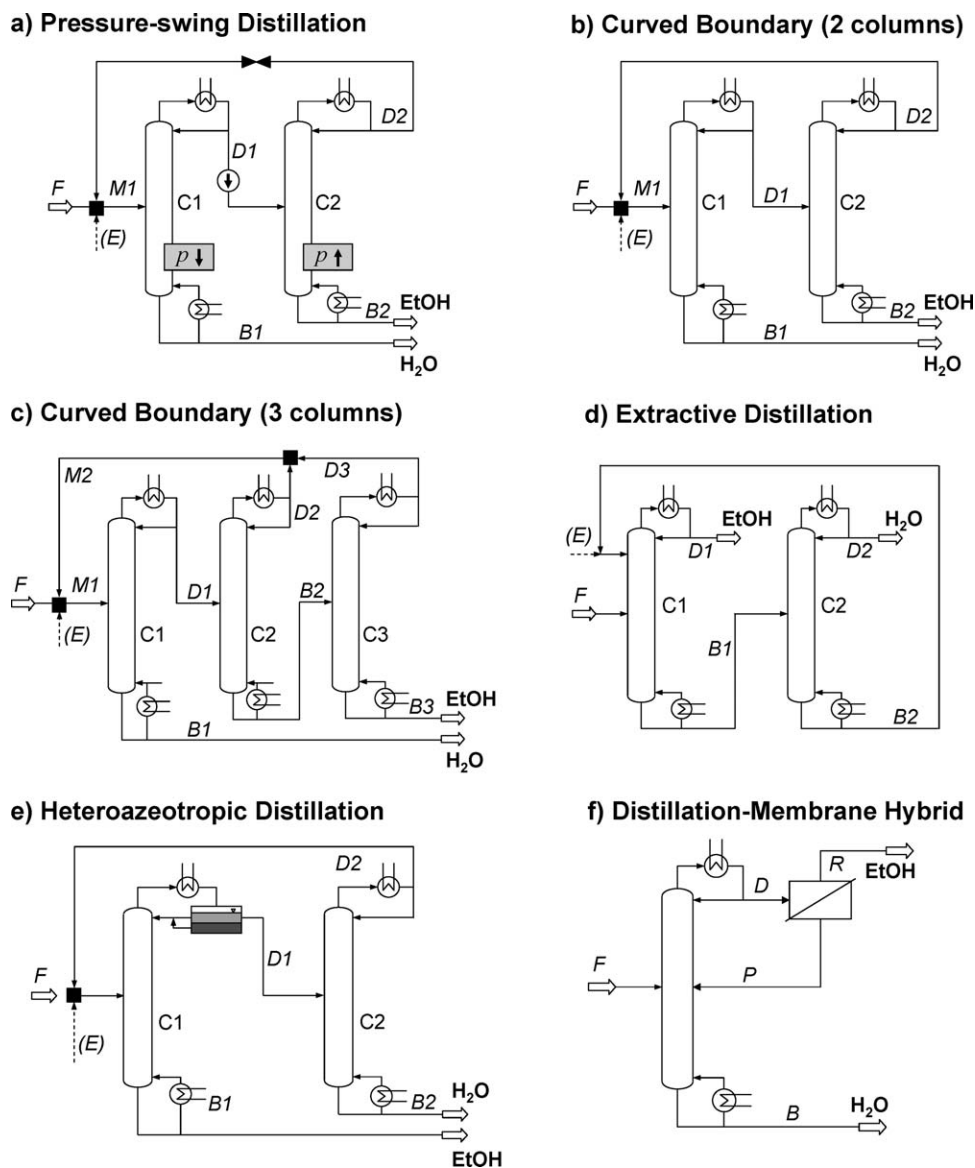 a) Pressure-swing Distillation
D1
D2
F
M1
(E)
C1
C2
p
p
B1
B2
EtOH
H₂O
b) Curved Boundary (2 columns)
D2
F
M1
(E)
C1
D1
C2
B1
B2
EtOH
H₂O
c) Curved Boundary (3 columns)
M2
D3
D2
F
M1
(E)
D1
B2
C1
C2
C3
B1
B3
EtOH
H₂O
d) Extractive Distillation
(E)
EtOH
D1
H₂O
D2
F
C1
C2
B1
B2
e) Heteroazeotropic Distillation
D2
D1
F
(E)
C1
C2
B1
B2
H₂O
EtOH
f) Distillation-Membrane Hybrid
R
EtOH
D
F
P
B
H₂O